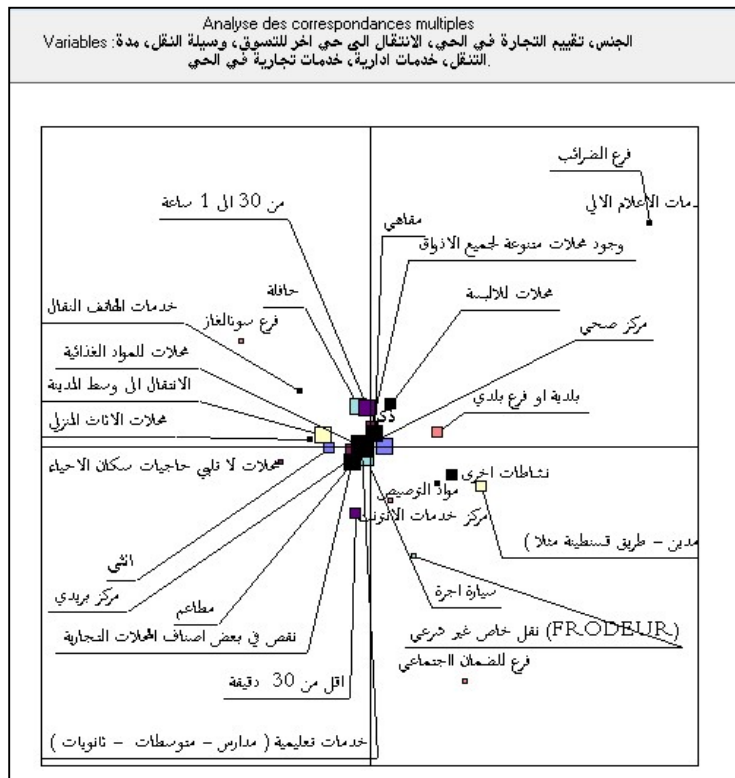 Analyse des correspondances multiples
Variables : الجنس، تقييم التجارة في الحي، الانتقال الى حي اخر للتسوق، وسيلة النقل، مدة
التنقل، خدمات ادارية، خدمات تجارية في الحي.
فرع الضرائب
دمات الاعلام الالي
من 30 الى 1 ساعة
مقاهي
وجود محلات متنوعة لجميع الاذواق
حافلة
محلات للالبسة
خدمات الهاتف النقال
فرع سونالغاز
مركز صحي
محلات للمواد الغذائية
الانتقال الى وسط المدينة
ذكر
بلدية او فرع بلدي
محلات الاثاث المنزلي
محلات لا تلبي حاجيات سكان الاحياء
نشاطات اخرى
مواد الترصيص
مركز خدمات الانترنت
مدين - طريق قسنطينة مثلا )
انثى
سيارة اجرة
مركز بريدي
مطاعم
نقص في بعض اصناف المحلات التجارية
نقل خاص غير شرعي (FRODEUR)
فرع للضمان الاجتماعي
اقل من 30 دقيقة
خدمات تعليمية ( مدارس - متوسطات - ثانويات )